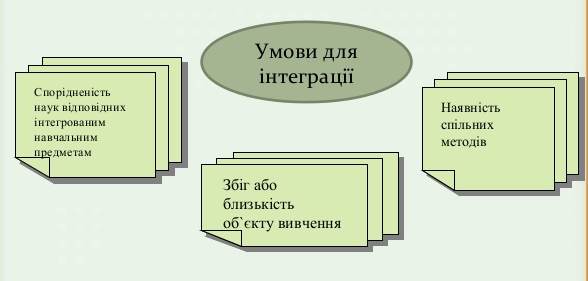 Умови для
інтеграції
Спорідненість
наук відповідних
інтегрованим
навчальним
предметам
Наявність
спільних
методів
Збіг або
близькість
об`єкту вивчення